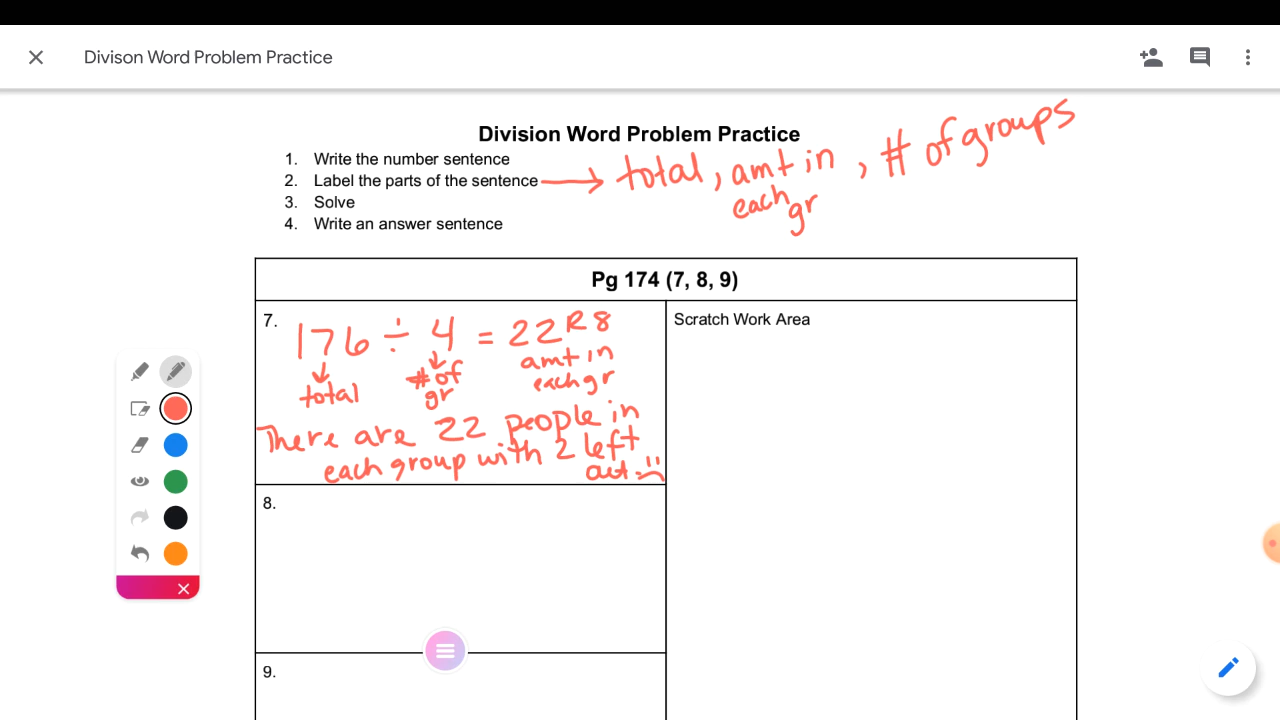 Divison Word Problem Practice
Division Word Problem Practice
1. Write the number sentence
2. Label the parts of the sentence → total, amt in each gr, # of groups
3. Solve
4. Write an answer sentence
Pg 174 (7, 8, 9)
7. 176 ÷ 4 = 22 R 8
total
# of gr
amt in each gr
There are 22 people in
each group with 2 left
out :(
Scratch Work Area
8.
9.